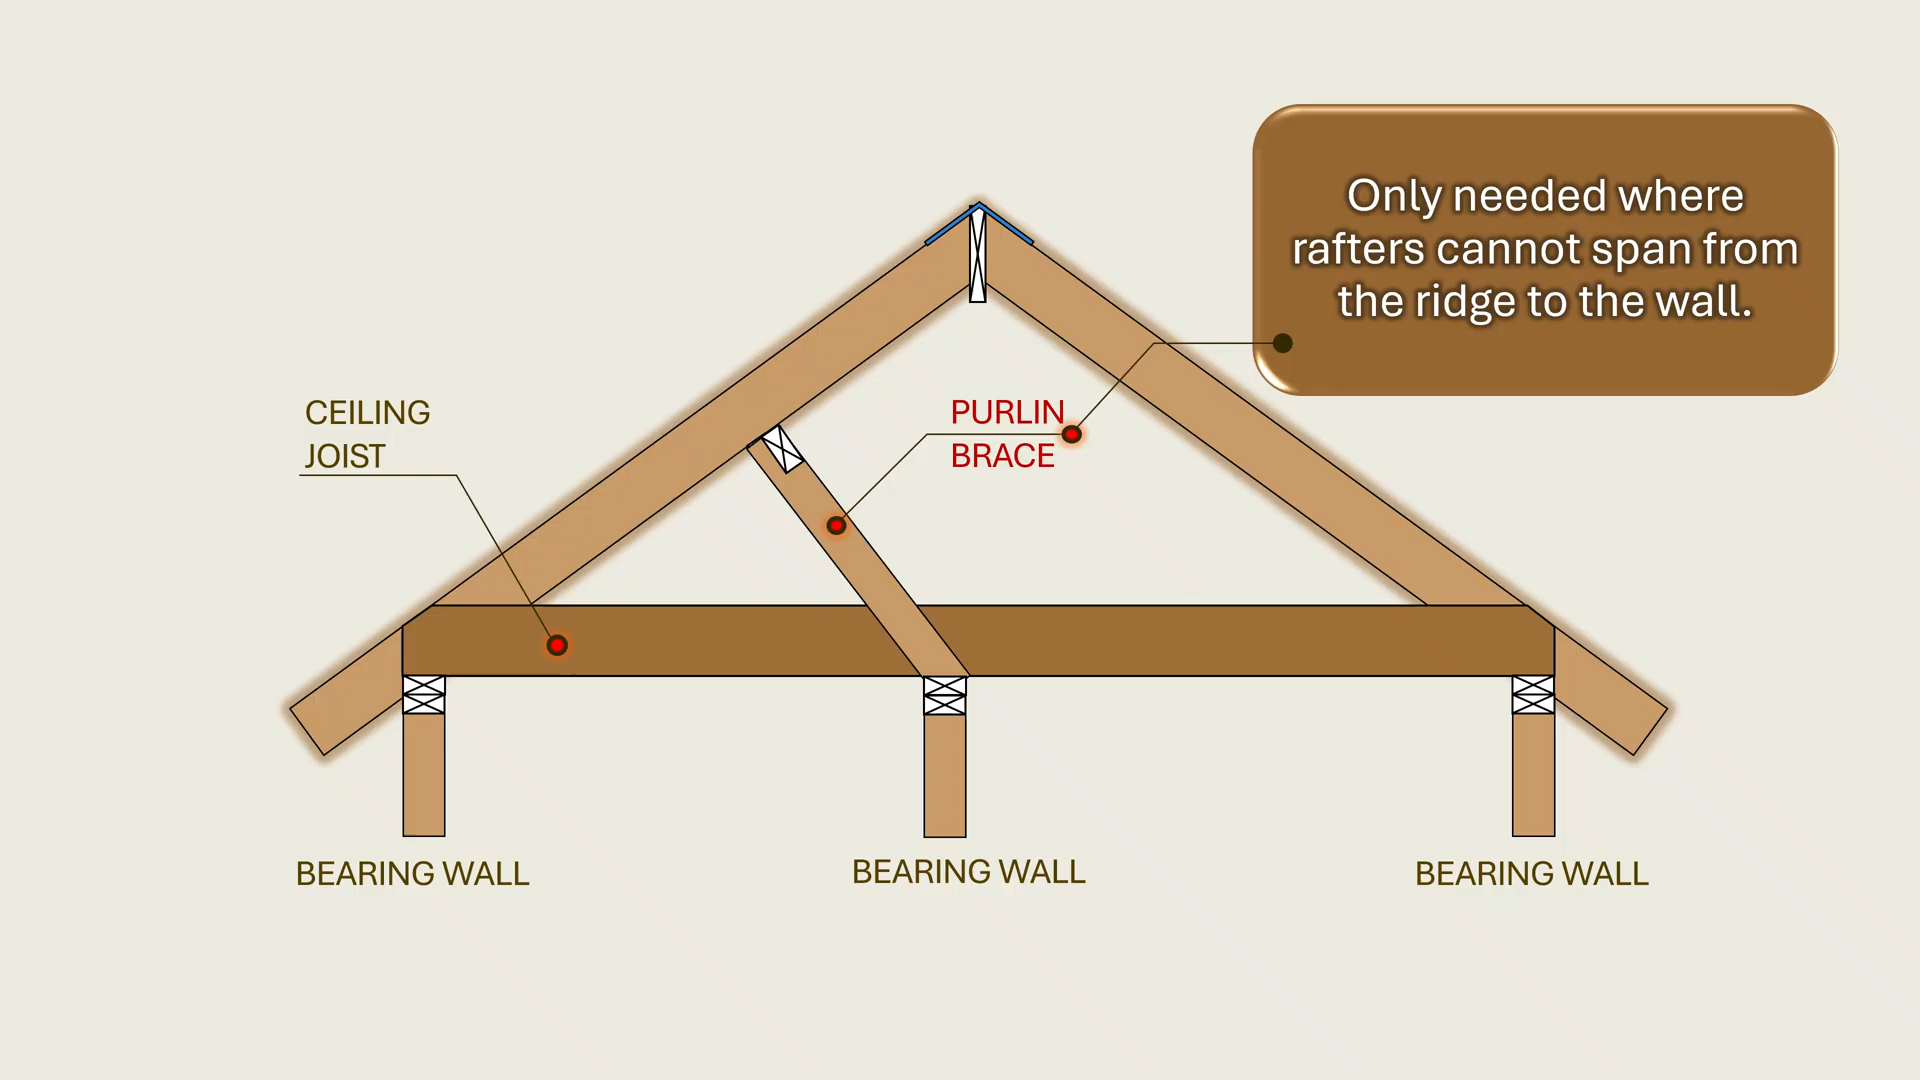 Only needed where
rafters cannot span from
the ridge to the wall.
CEILING
JOIST
PURLIN
BRACE
BEARING WALL
BEARING WALL
BEARING WALL